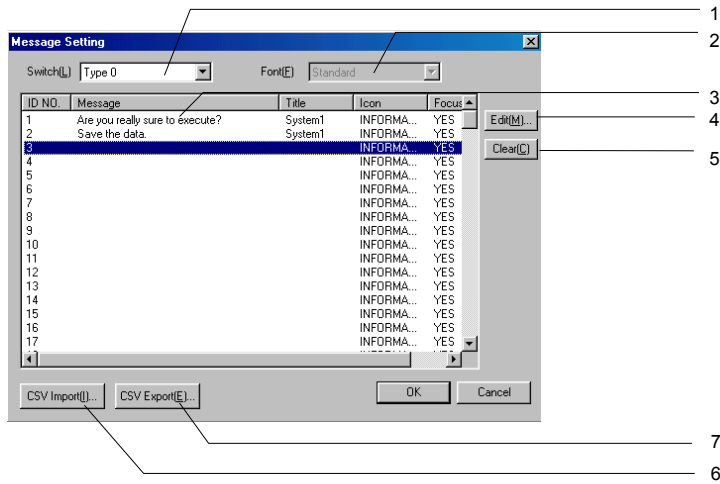 1
Message Setting
2
Switch(L) Type 0 Font(F) Standard
3
ID NO. Message Title Icon Focus
1 Are you really sure to execute? System1 INFORMA... YES Edit(M)... 4
2 Save the data. System1 INFORMA... YES
3 INFORMA... YES Clear(C) 5
4 INFORMA... YES
5 INFORMA... YES
6 INFORMA... YES
7 INFORMA... YES
8 INFORMA... YES
9 INFORMA... YES
10 INFORMA... YES
11 INFORMA... YES
12 INFORMA... YES
13 INFORMA... YES
14 INFORMA... YES
15 INFORMA... YES
16 INFORMA... YES
17 INFORMA... YES
CSV Import(I)... CSV Export(E)... OK Cancel
7
6